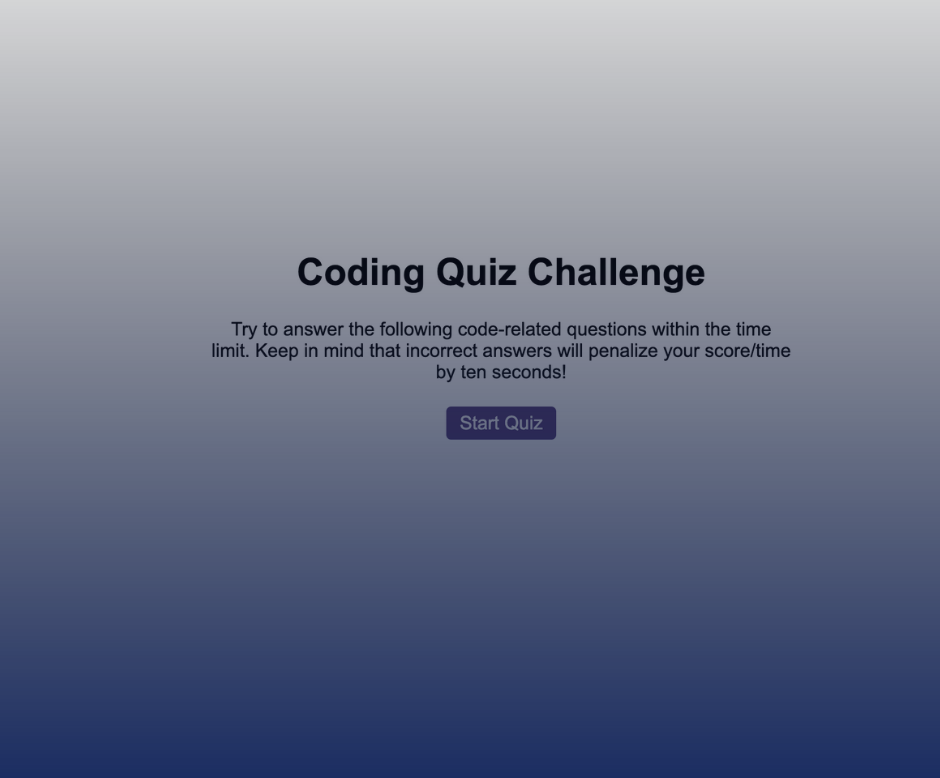 Coding Quiz Challenge
Try to answer the following code-related questions within the time
limit. Keep in mind that incorrect answers will penalize your score/time
by ten seconds!
Start Quiz